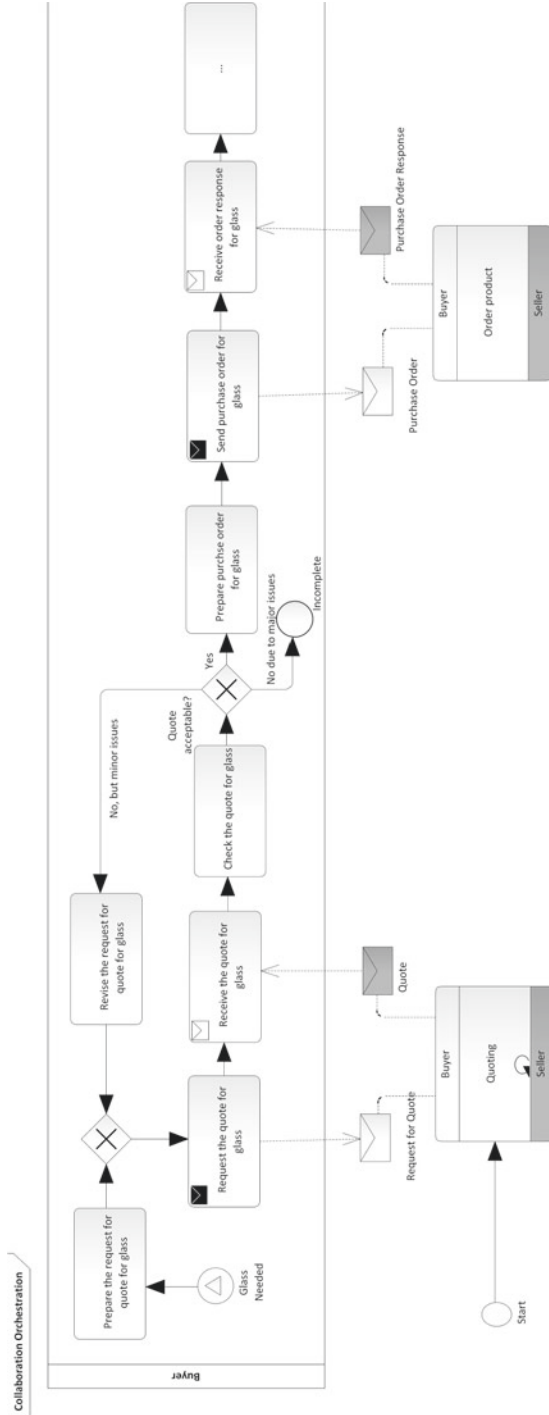 Collaboration Orchestration
Buyer
Prepare the request for
quote for glass
Glass
Needed
Revise the request for
quote for glass
No, but minor issues
Request the quote for
glass
Receive the quote for
glass
Check the quote for glass
Quote
acceptable?
Yes
No due to major issues
Incomplete
Prepare purchse order
for glass
Send purchase order for
glass
Receive order response
for glass
...
Request for Quote
Quote
Purchase Order
Purchase Order Response
Start
Buyer
Quoting
Seller
Buyer
Order product
Seller